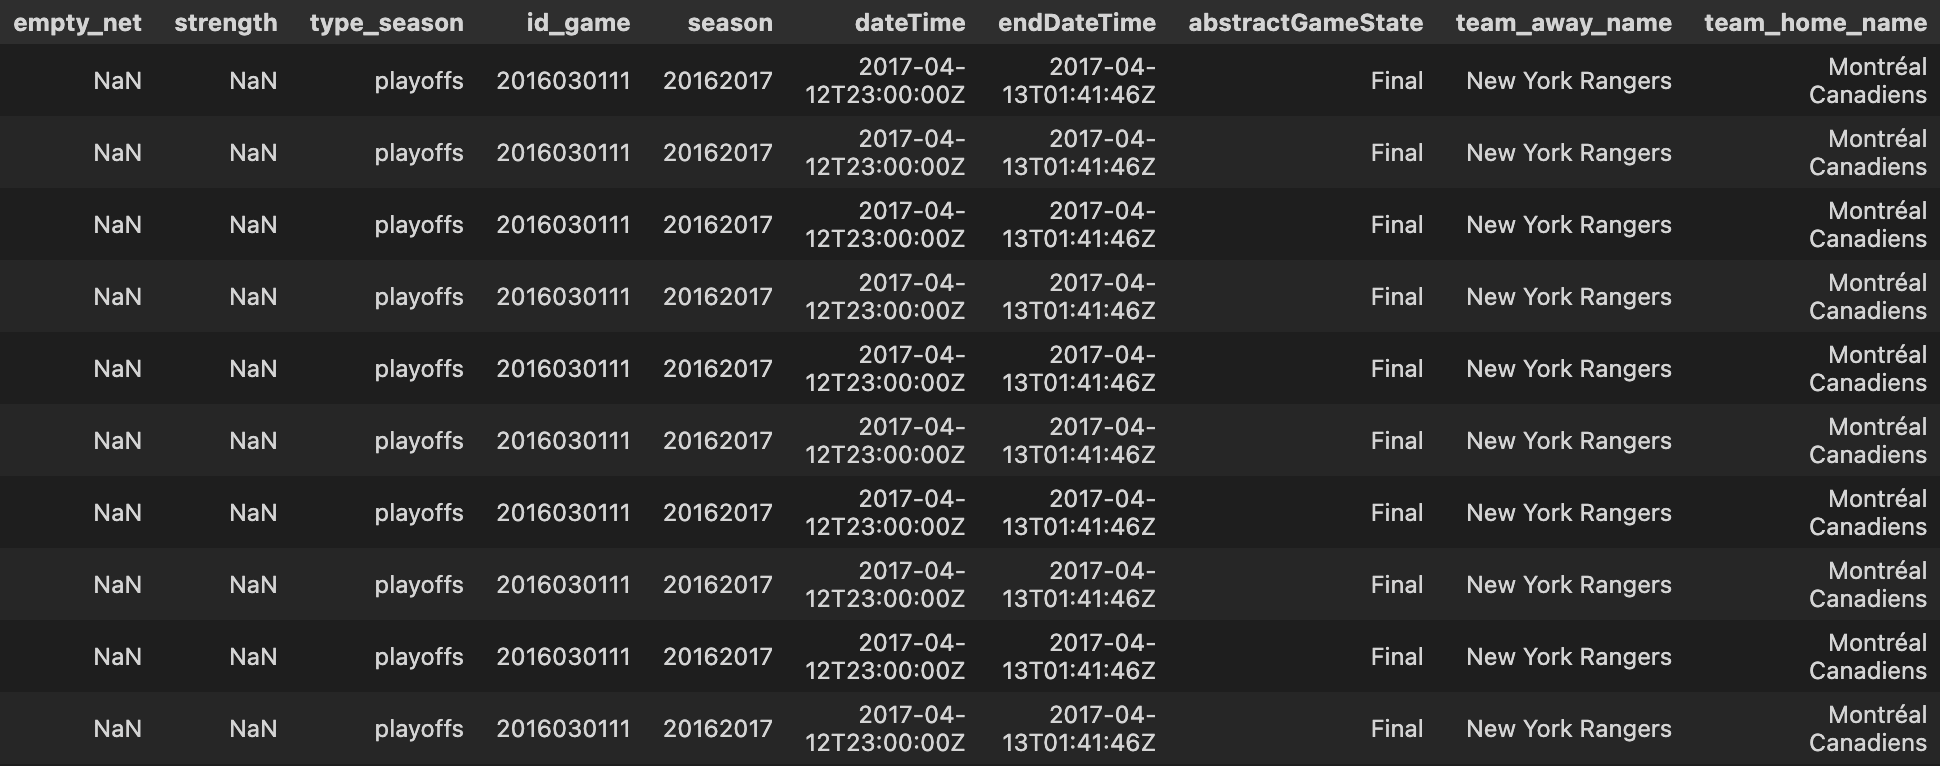 empty_net strength type_season id_game season dateTime endDateTime abstractGameState team_away_name team_home_name
NaN NaN playoffs 2016030111 20162017 2017-04- 2017-04- Final New York Rangers Montréal
12T23:00:00Z 13T01:41:46Z Canadiens
NaN NaN playoffs 2016030111 20162017 2017-04- 2017-04- Final New York Rangers Montréal
12T23:00:00Z 13T01:41:46Z Canadiens
NaN NaN playoffs 2016030111 20162017 2017-04- 2017-04- Final New York Rangers Montréal
12T23:00:00Z 13T01:41:46Z Canadiens
NaN NaN playoffs 2016030111 20162017 2017-04- 2017-04- Final New York Rangers Montréal
12T23:00:00Z 13T01:41:46Z Canadiens
NaN NaN playoffs 2016030111 20162017 2017-04- 2017-04- Final New York Rangers Montréal
12T23:00:00Z 13T01:41:46Z Canadiens
NaN NaN playoffs 2016030111 20162017 2017-04- 2017-04- Final New York Rangers Montréal
12T23:00:00Z 13T01:41:46Z Canadiens
NaN NaN playoffs 2016030111 20162017 2017-04- 2017-04- Final New York Rangers Montréal
12T23:00:00Z 13T01:41:46Z Canadiens
NaN NaN playoffs 2016030111 20162017 2017-04- 2017-04- Final New York Rangers Montréal
12T23:00:00Z 13T01:41:46Z Canadiens
NaN NaN playoffs 2016030111 20162017 2017-04- 2017-04- Final New York Rangers Montréal
12T23:00:00Z 13T01:41:46Z Canadiens
NaN NaN playoffs 2016030111 20162017 2017-04- 2017-04- Final New York Rangers Montréal
12T23:00:00Z 13T01:41:46Z Canadiens